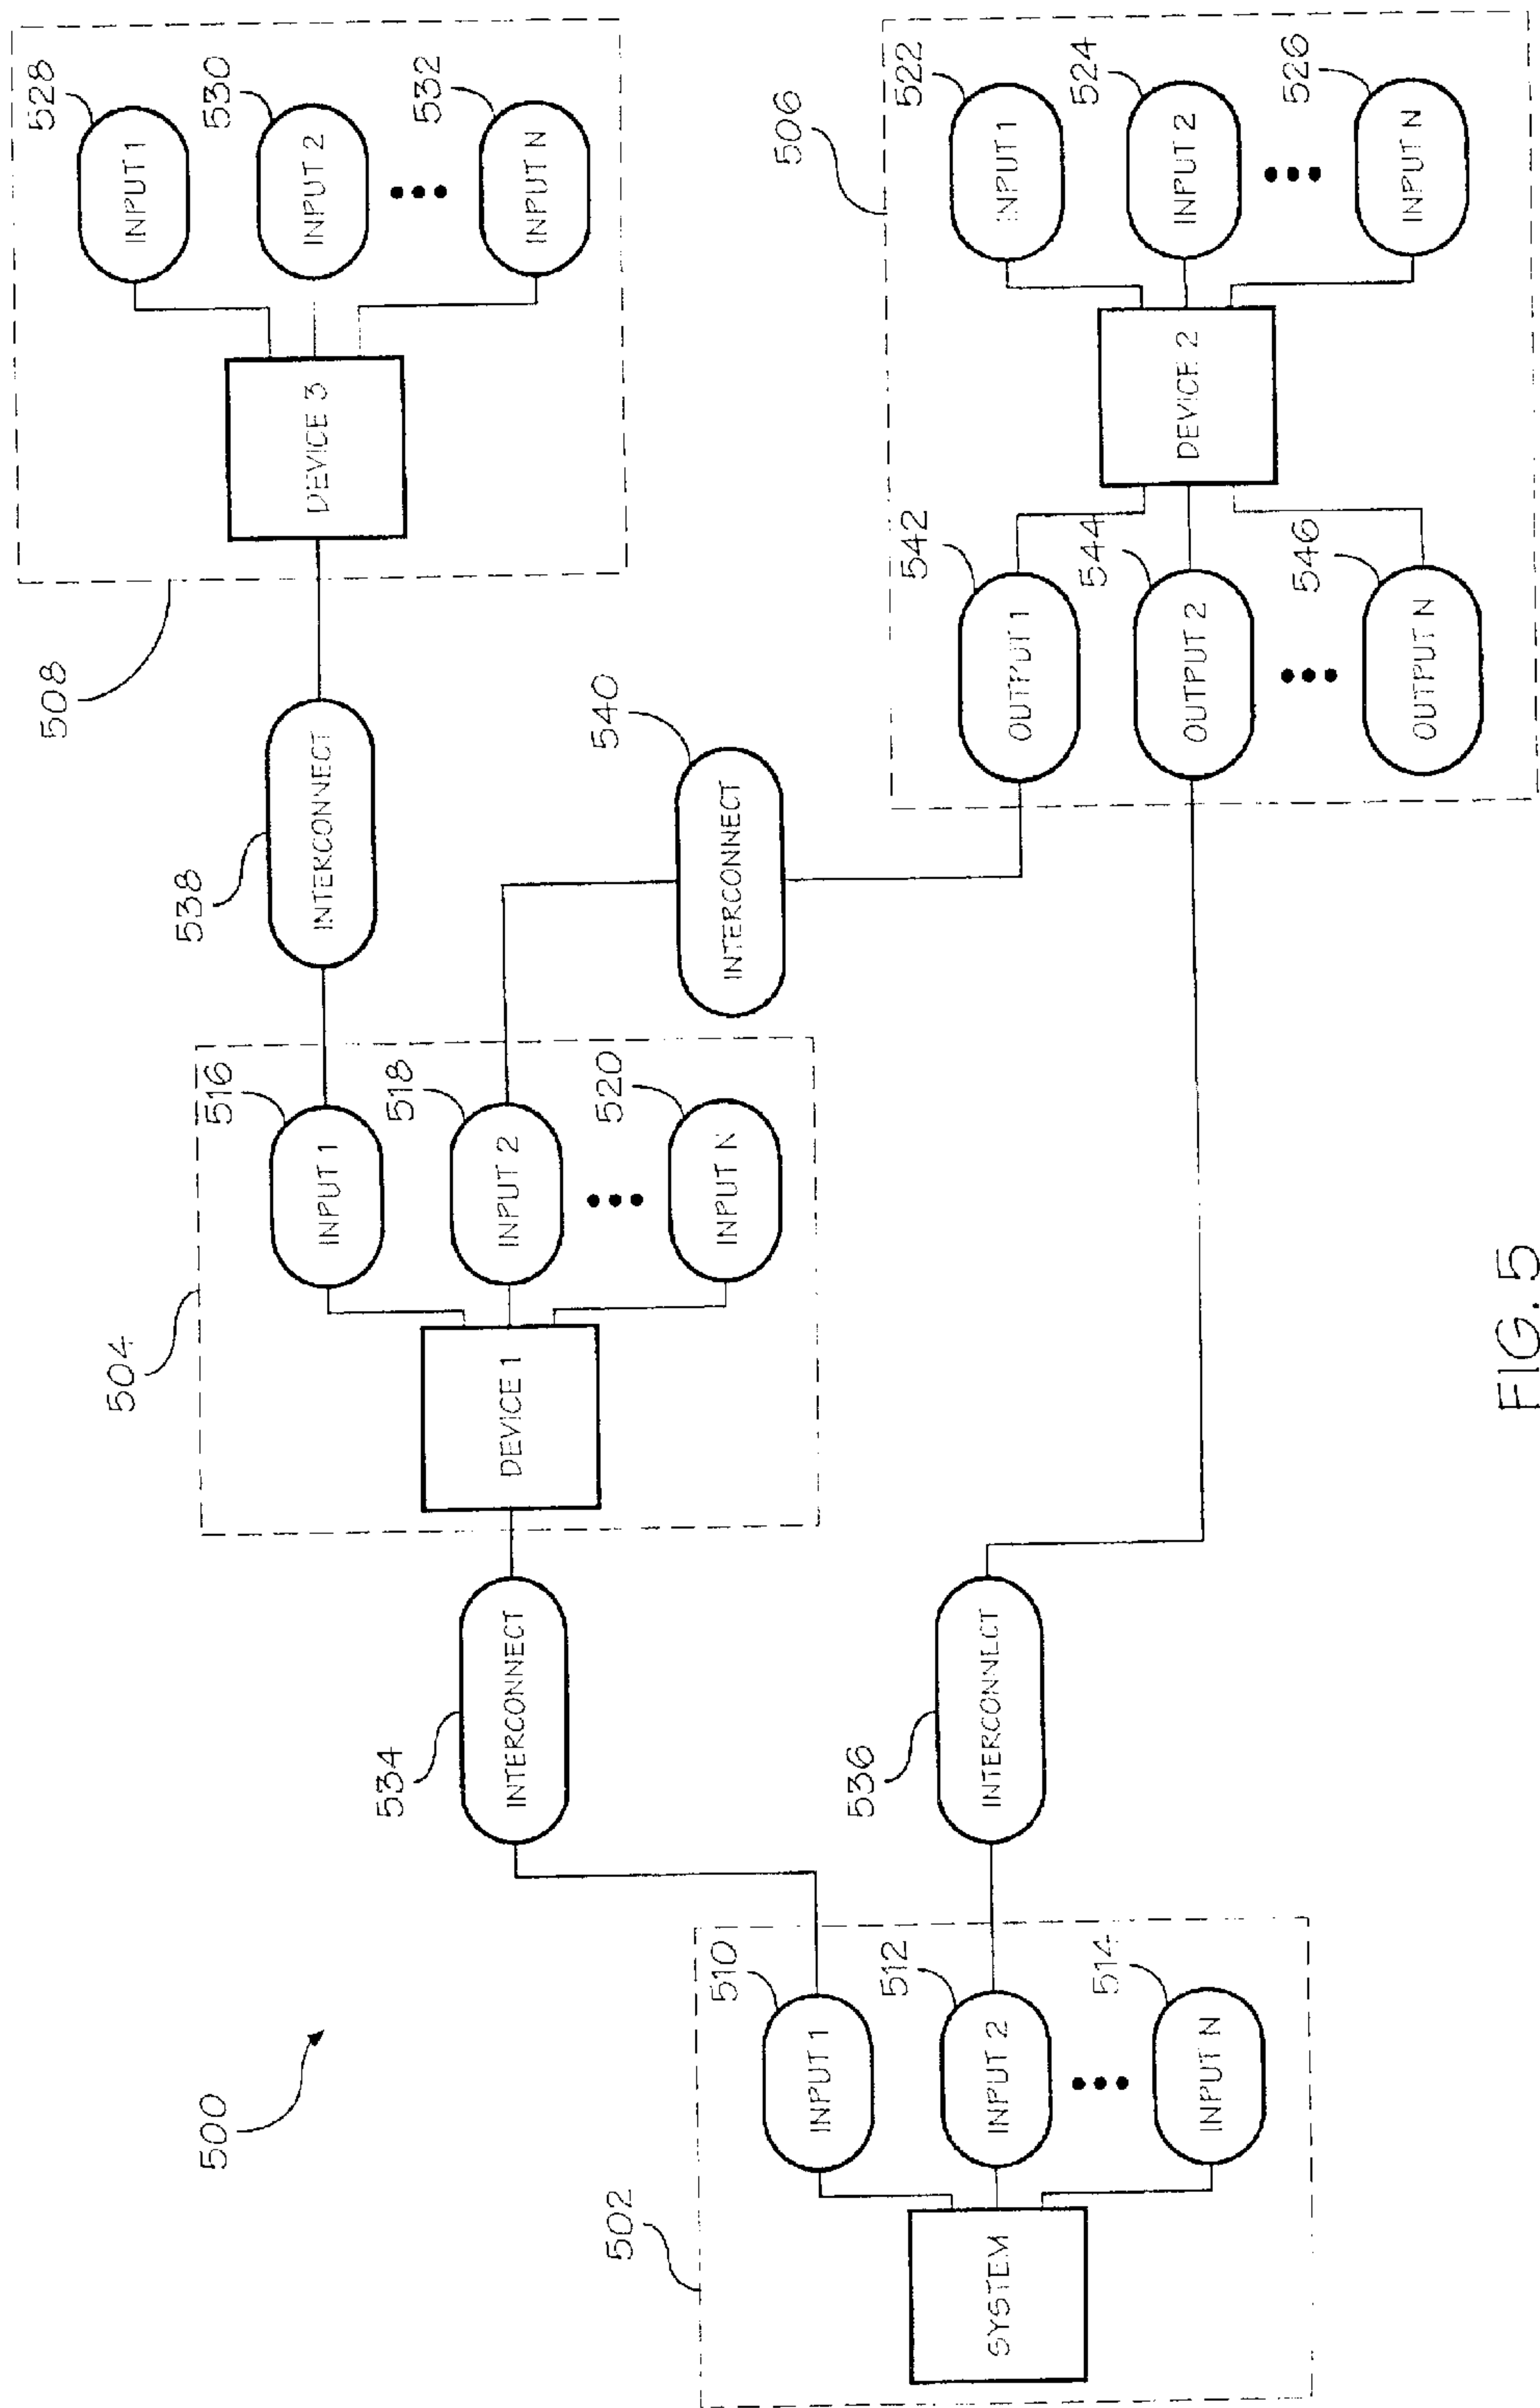 500
502
SYSTEM
INPUT 1
510
INPUT 2
512
INPUT N
514
INTERCONNECT
534
INTERCONNECT
536
504
DEVICE 1
INPUT 1
516
INPUT 2
518
INPUT N
520
INTERCONNECT
538
INTERCONNECT
540
508
DEVICE 3
INPUT 1
528
INPUT 2
530
INPUT N
532
506
OUTPUT 1
542
OUTPUT 2
544
OUTPUT N
546
DEVICE 2
INPUT 1
522
INPUT 2
524
INPUT N
526
FIG. 5